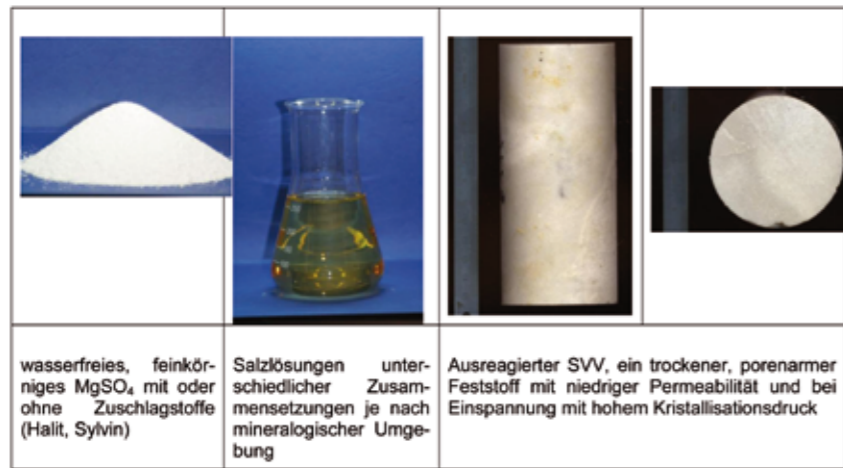 wasserfreies, feinkör-
niges MgSO₄ mit oder
ohne Zuschlagstoffe
(Halit, Sylvin)
Salzlösungen unter-
schiedlicher Zusam-
mensetzungen je nach
mineralogischer Umge-
bung
Ausreagierter SVV, ein trockener, porenarmer
Feststoff mit niedriger Permeabilität und bei
Einspannung mit hohem Kristallisationsdruck